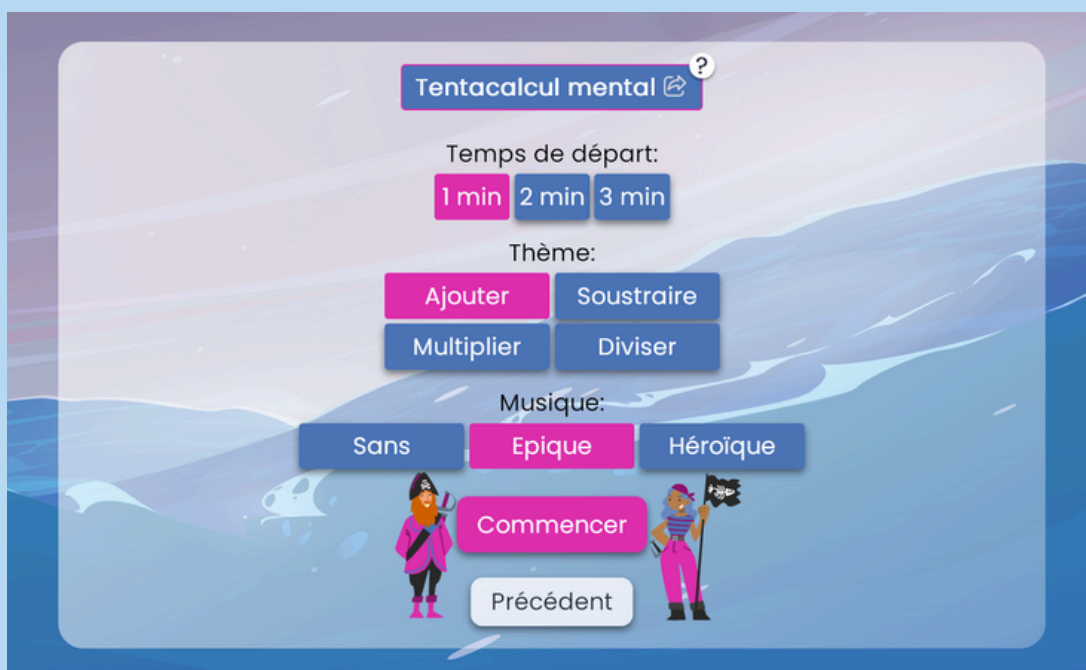 Tentacalcul mental
?
Temps de départ:
1 min 2 min 3 min
Thème:
Ajouter Soustraire
Multiplier Diviser
Musique:
Sans Epique Héroïque
Commencer
Précédent